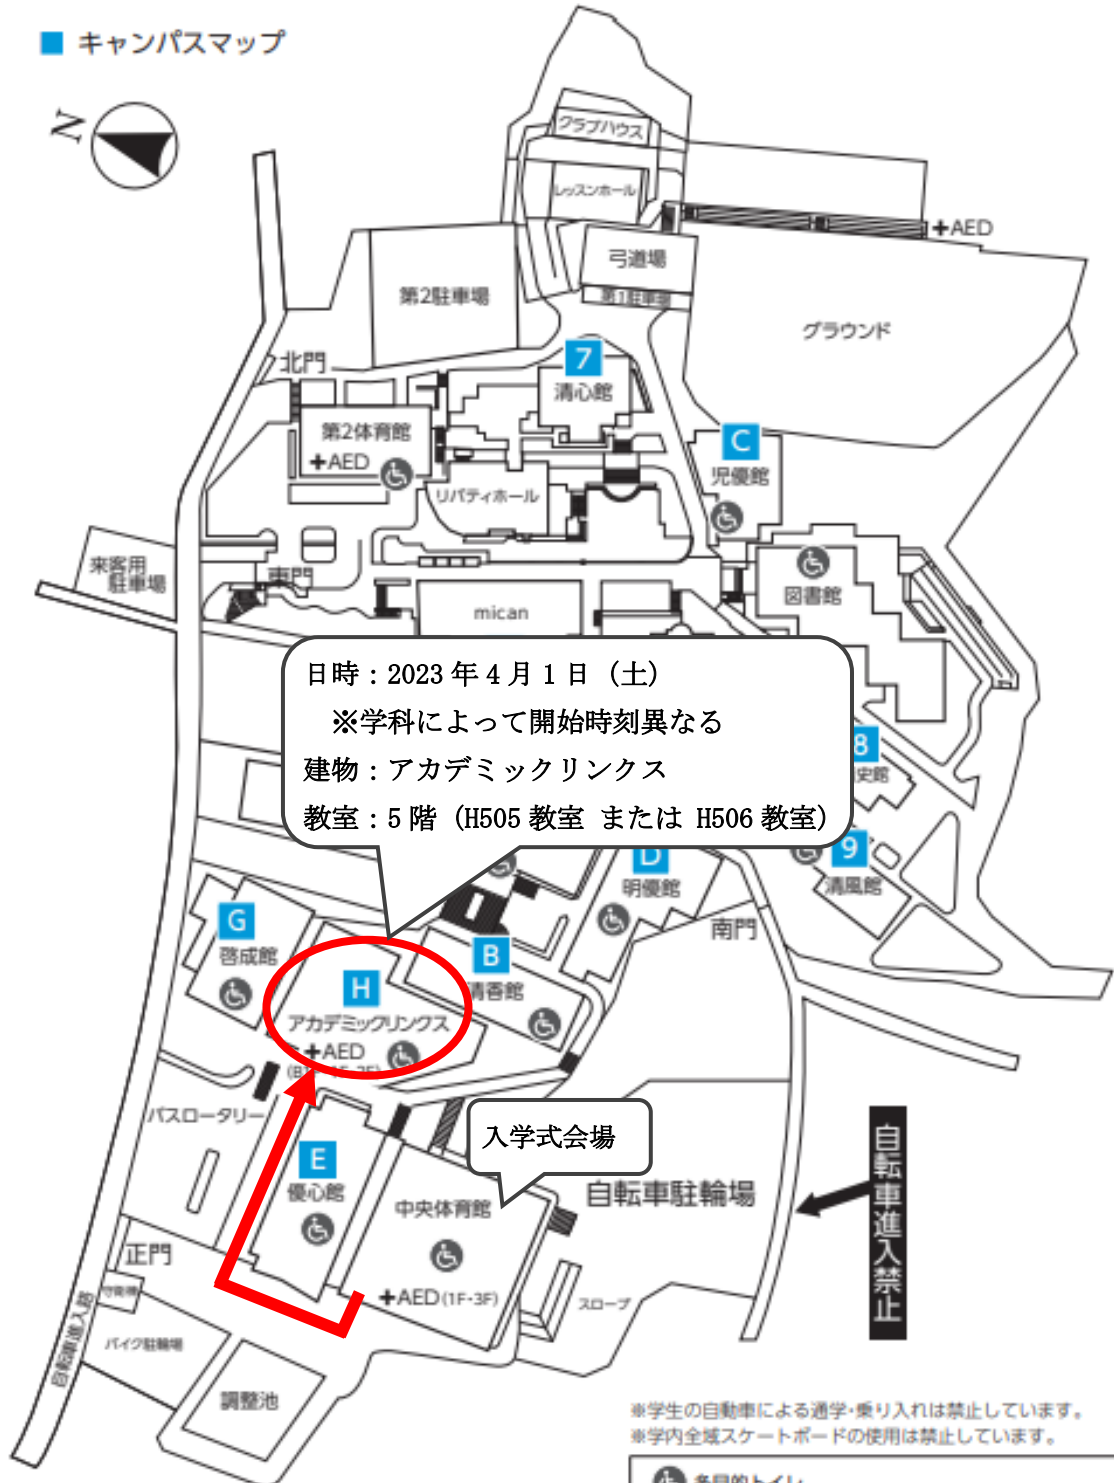 キャンパスマップ
N
クラブハウス
レッスンホール
+AED
弓道場
第1駐車場
第2駐車場
グラウンド
北門
7
清心館
第2体育館
+AED
C
児優館
リバティホール
来客用
駐車場
東門
図書館
mican
日時：2023年4月1日（土）
※学科によって開始時刻異なる
建物：アカデミックリンクス
教室：5階（H505教室 または H506教室）
8
史館
9
清風館
D
明優館
南門
G
啓成館
B
清香館
H
アカデミックリンクス
+AED
バスロータリー
入学式会場
E
優心館
中央体育館
+AED(1F-3F)
自転車駐輪場
自転車進入禁止
正門
守衛棟
スロープ
バイク駐輪場
自転車進入路
調整池
※学生の自動車による通学・乗り入れは禁止しています。
※学内全域スケートボードの使用は禁止しています。
多目的トイレ